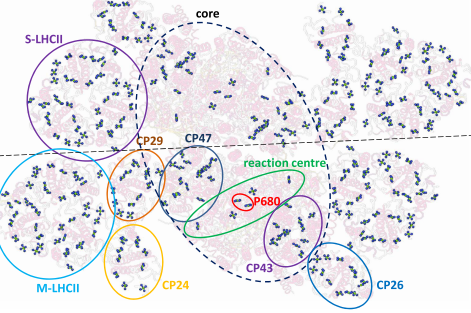 core
S-LHCII
CP29
CP47
reaction centre
P680
M-LHCII
CP24
CP43
CP26